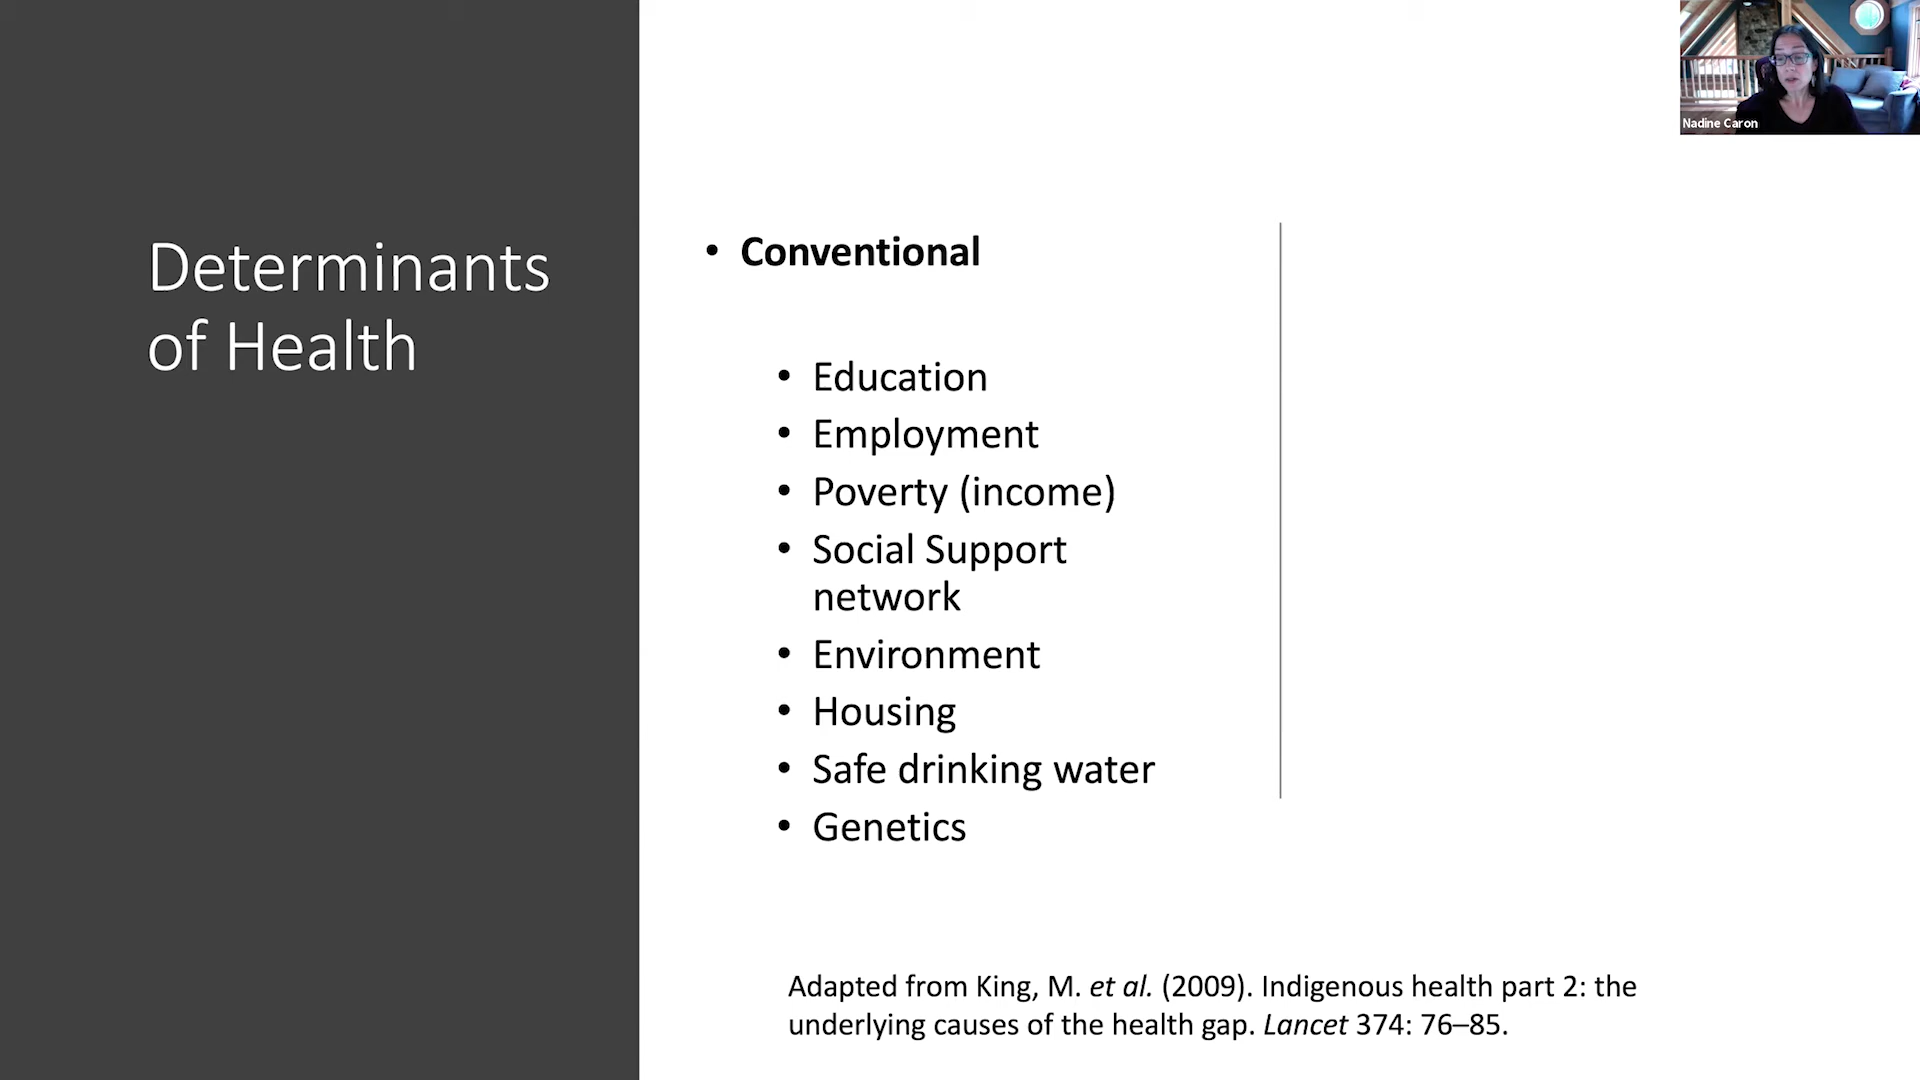 Nadine Caron
Determinants
of Health
• Conventional
• Education
• Employment
• Poverty (income)
• Social Support
network
• Environment
• Housing
• Safe drinking water
• Genetics
Adapted from King, M. et al. (2009). Indigenous health part 2: the
underlying causes of the health gap. Lancet 374: 76–85.